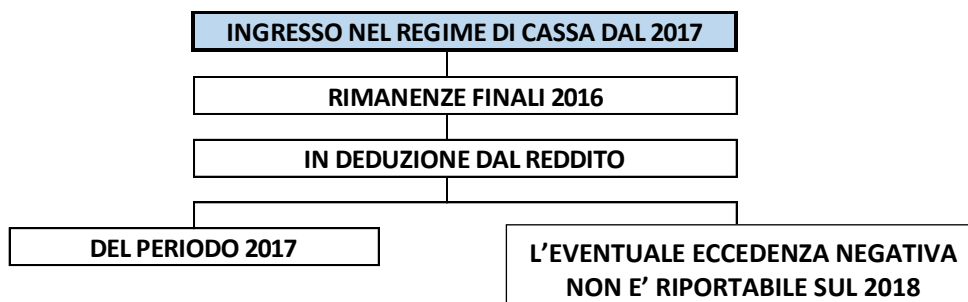 INGRESSO NEL REGIME DI CASSA DAL 2017
RIMANENZE FINALI 2016
IN DEDUZIONE DAL REDDITO
DEL PERIODO 2017
L’EVENTUALE ECCEDENZA NEGATIVA
NON E’ RIPORTABILE SUL 2018